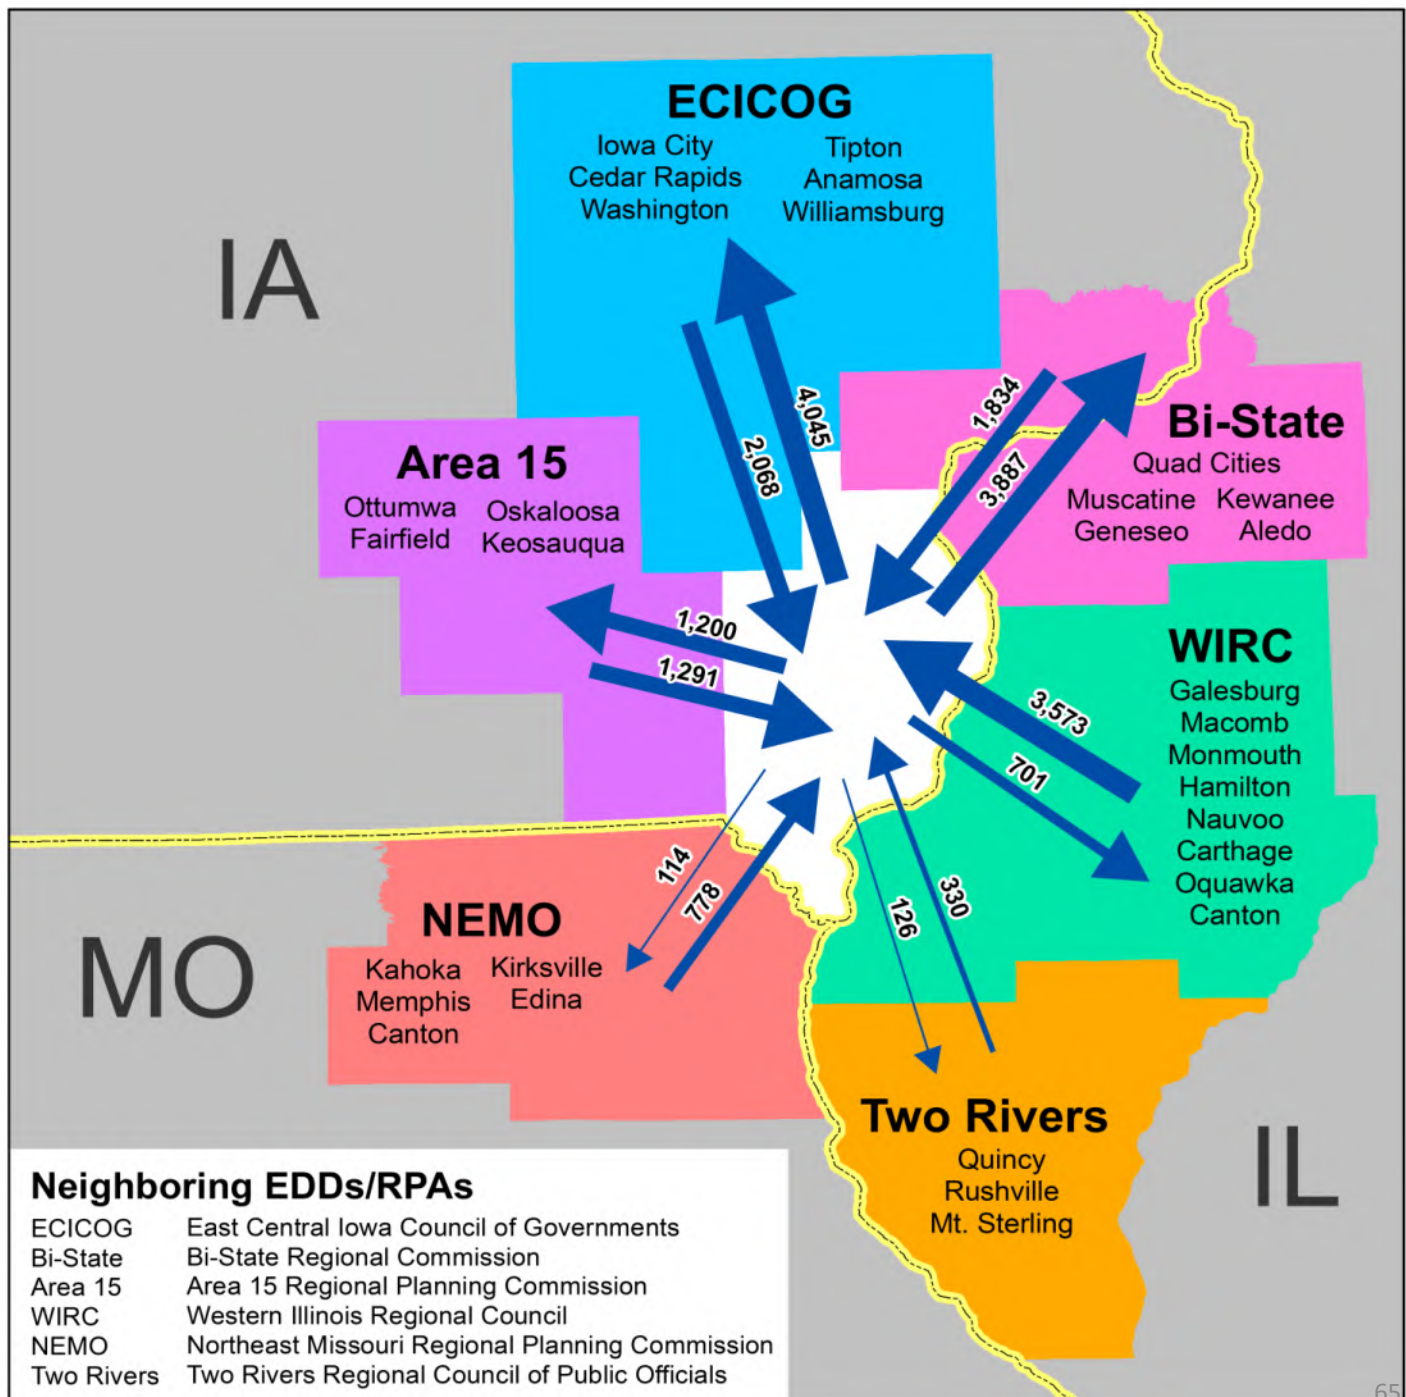 ECICOG
Iowa City
Cedar Rapids
Washington
Tipton
Anamosa
Williamsburg
IA
4,045
2,068
1,834
3,887
Bi-State
Quad Cities
Muscatine
Geneseo
Kewanee
Aledo
Area 15
Ottumwa
Fairfield
Oskaloosa
Keosauqua
1,200
1,291
WIRC
Galesburg
Macomb
Monmouth
Hamilton
Nauvoo
Carthage
Oquawka
Canton
3,573
701
114
778
126
330
NEMO
Kahoka
Memphis
Canton
Kirksville
Edina
MO
Two Rivers
Quincy
Rushville
Mt. Sterling
IL
Neighboring EDDs/RPAs
ECICOG East Central Iowa Council of Governments
Bi-State Bi-State Regional Commission
Area 15 Area 15 Regional Planning Commission
WIRC Western Illinois Regional Council
NEMO Northeast Missouri Regional Planning Commission
Two Rivers Two Rivers Regional Council of Public Officials
65